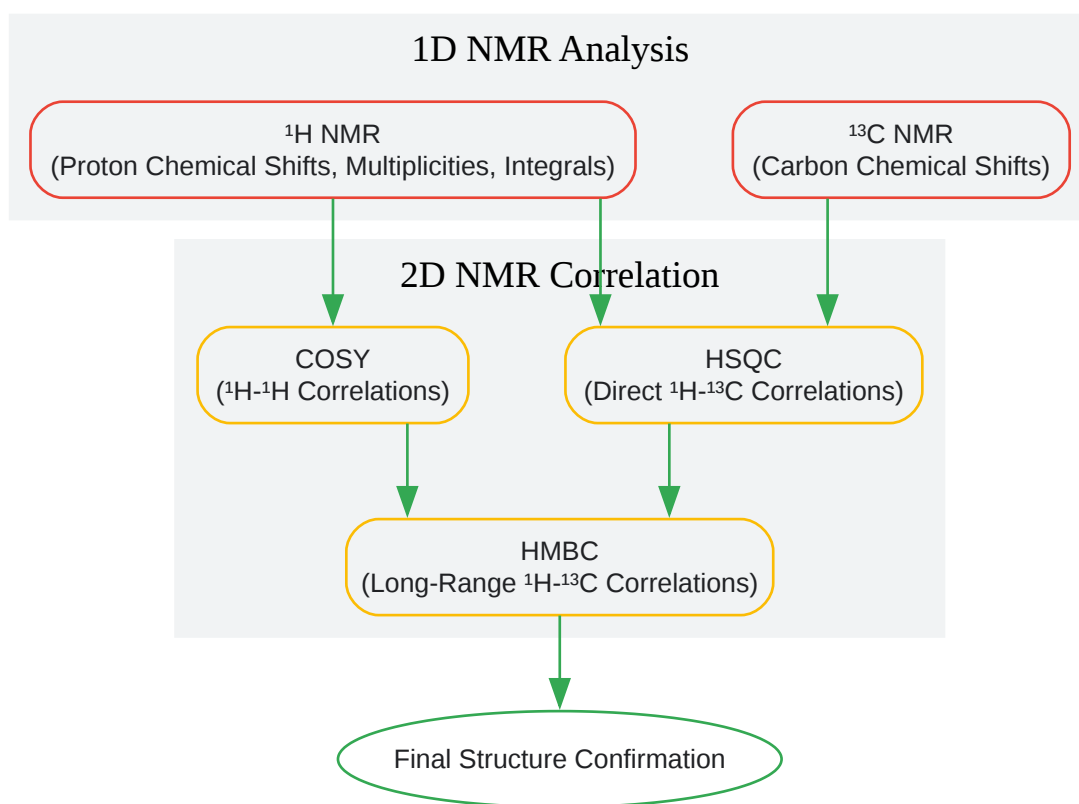 1D NMR Analysis
¹H NMR
(Proton Chemical Shifts, Multiplicities, Integrals)
¹³C NMR
(Carbon Chemical Shifts)
2D NMR Correlation
COSY
(¹H-¹H Correlations)
HSQC
(Direct ¹H-¹³C Correlations)
HMBC
(Long-Range ¹H-¹³C Correlations)
Final Structure Confirmation